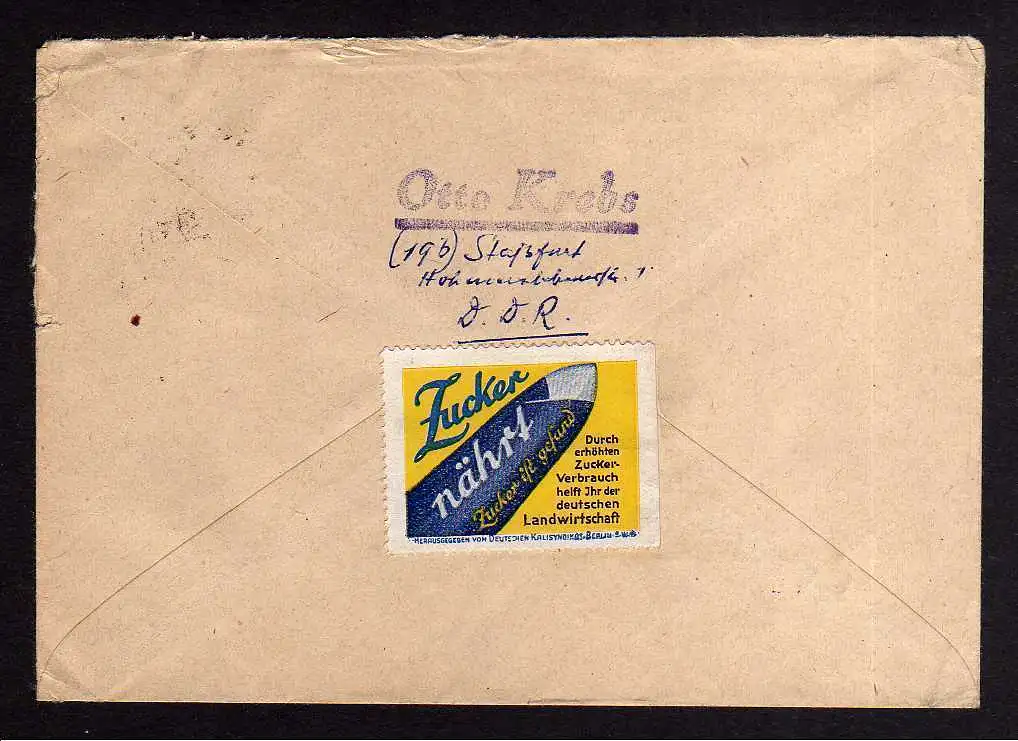 Otto Krebs
(19b) Staßfurt
1
D. D. R.
Zucker
nährt
Zucker ist gesund
Durch
erhöhten
Zucker-
Verbrauch
helft Ihr der
deutschen
Landwirtschaft
HERAUSGEGEBEN VOM DEUTSCHEN KALISYNDIKAT BERLIN